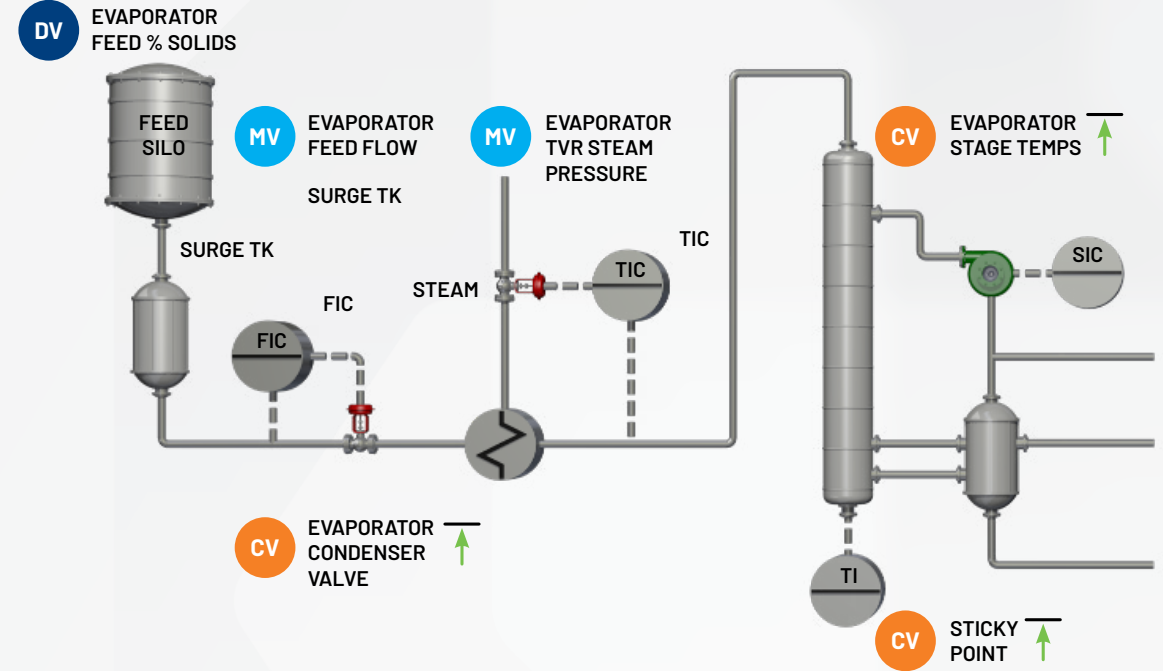 DV
EVAPORATOR
FEED % SOLIDS
FEED
SILO
MV
EVAPORATOR
FEED FLOW
SURGE TK
MV
EVAPORATOR
TVR STEAM
PRESSURE
CV
EVAPORATOR
STAGE TEMPS
SURGE TK
TIC
SIC
TIC
STEAM
FIC
FIC
CV
EVAPORATOR
CONDENSER
VALVE
TI
CV
STICKY
POINT